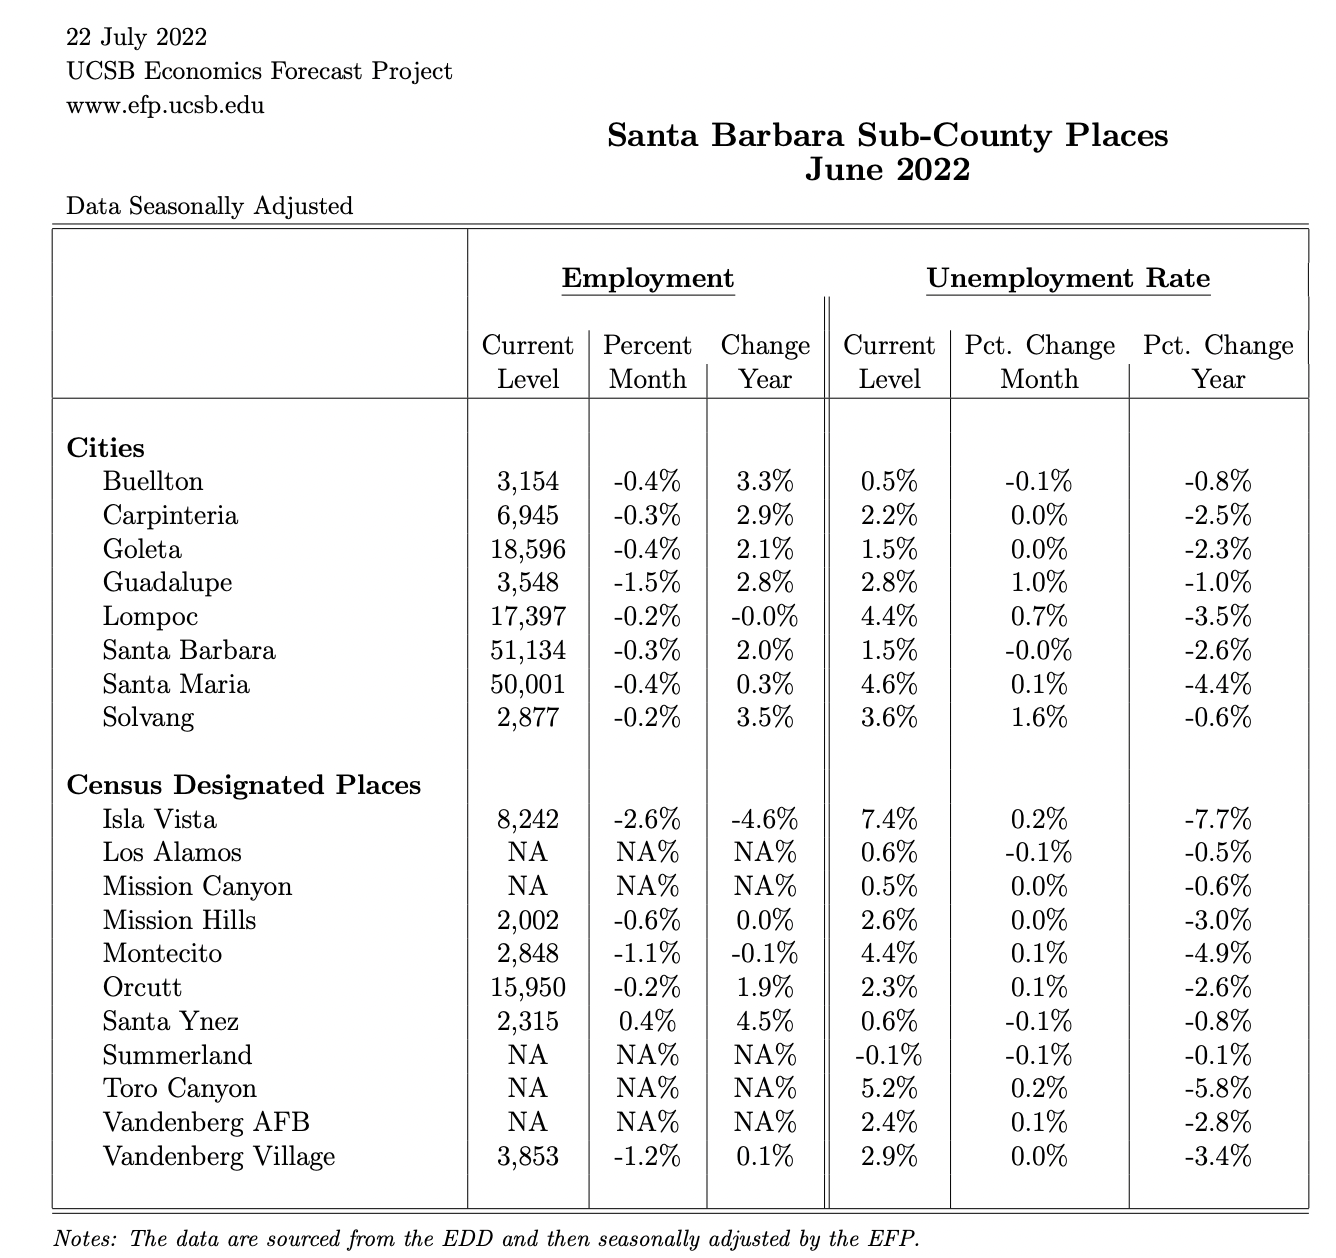 22 July 2022
UCSB Economics Forecast Project
www.efp.ucsb.edu
Santa Barbara Sub-County Places
June 2022
Data Seasonally Adjusted
Employment Unemployment Rate
Current Percent Change Current Pct. Change Pct. Change
Level Month Year Level Month Year
Cities
Buellton 3,154 -0.4% 3.3% 0.5% -0.1% -0.8%
Carpinteria 6,945 -0.3% 2.9% 2.2% 0.0% -2.5%
Goleta 18,596 -0.4% 2.1% 1.5% 0.0% -2.3%
Guadalupe 3,548 -1.5% 2.8% 2.8% 1.0% -1.0%
Lompoc 17,397 -0.2% -0.0% 4.4% 0.7% -3.5%
Santa Barbara 51,134 -0.3% 2.0% 1.5% -0.0% -2.6%
Santa Maria 50,001 -0.4% 0.3% 4.6% 0.1% -4.4%
Solvang 2,877 -0.2% 3.5% 3.6% 1.6% -0.6%
Census Designated Places
Isla Vista 8,242 -2.6% -4.6% 7.4% 0.2% -7.7%
Los Alamos NA NA% NA% 0.6% -0.1% -0.5%
Mission Canyon NA NA% NA% 0.5% 0.0% -0.6%
Mission Hills 2,002 -0.6% 0.0% 2.6% 0.0% -3.0%
Montecito 2,848 -1.1% -0.1% 4.4% 0.1% -4.9%
Orcutt 15,950 -0.2% 1.9% 2.3% 0.1% -2.6%
Santa Ynez 2,315 0.4% 4.5% 0.6% -0.1% -0.8%
Summerland NA NA% NA% -0.1% -0.1% -0.1%
Toro Canyon NA NA% NA% 5.2% 0.2% -5.8%
Vandenberg AFB NA NA% NA% 2.4% 0.1% -2.8%
Vandenberg Village 3,853 -1.2% 0.1% 2.9% 0.0% -3.4%
Notes: The data are sourced from the EDD and then seasonally adjusted by the EFP.